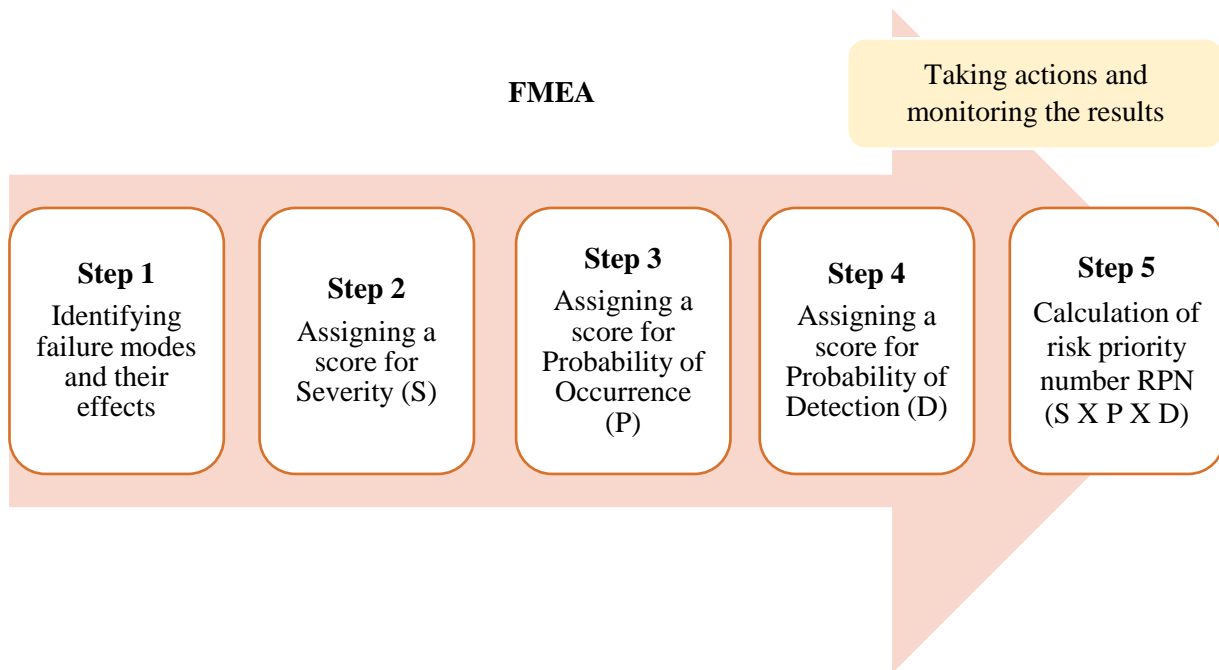 FMEA
Taking actions and
monitoring the results
Step 1
Identifying
failure modes
and their
effects
Step 2
Assigning a
score for
Severity (S)
Step 3
Assigning a
score for
Probability of
Occurrence
(P)
Step 4
Assigning a
score for
Probability of
Detection (D)
Step 5
Calculation of
risk priority
number RPN
(S X P X D)